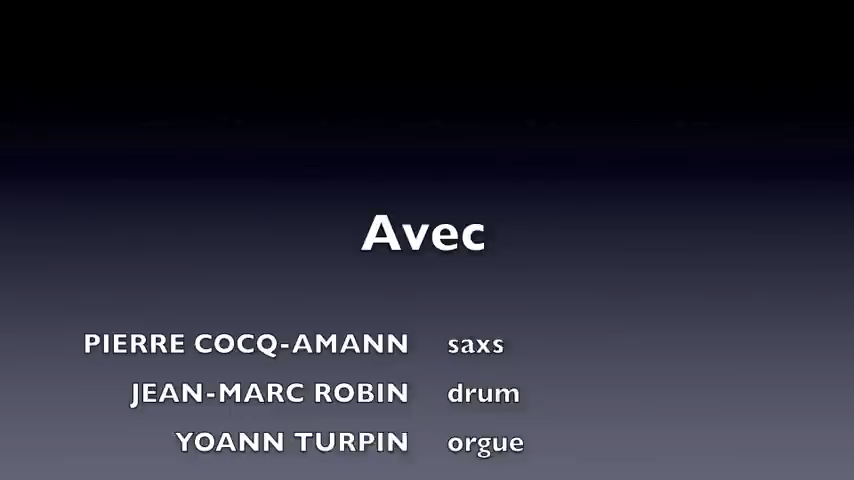 Avec
PIERRE COCQ-AMANN saxs
JEAN-MARC ROBIN drum
YOANN TURPIN orgue